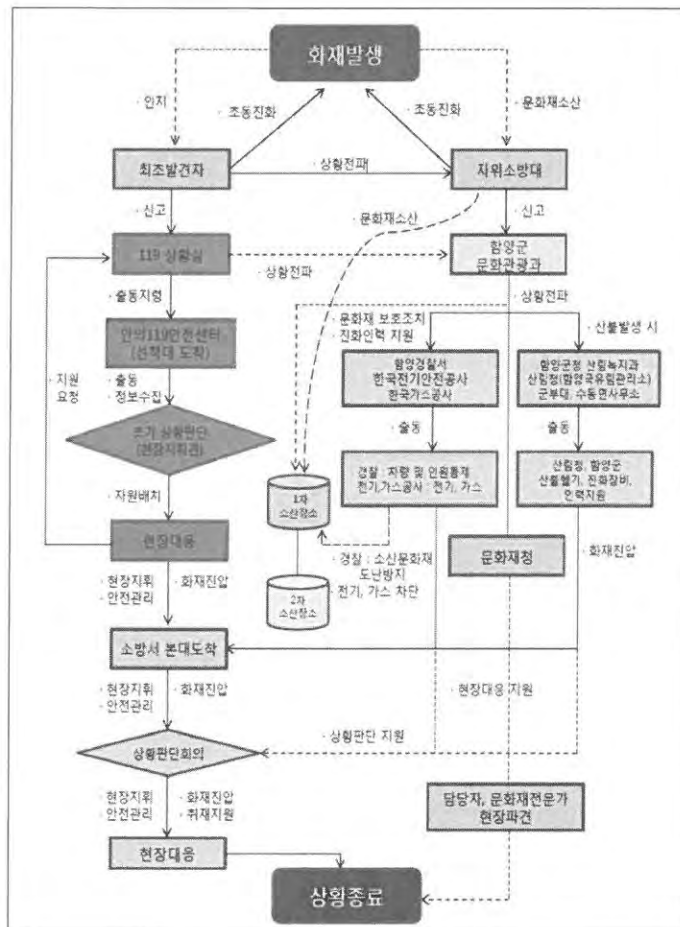 화재발생
· 인지
· 초동진화
· 초동진화
· 문화재소산
최초발견자
· 상황전파
자위소방대
· 신고
· 문화재소산
· 신고
119 상황실
· 상황전파
함양군
문화관광과
· 출동지령
· 상황전파
안의119안전센터
(선착대 도착)
· 문화재 보호조치
· 진화인력 지원
· 산불발생 시
· 지원
요청
· 출동
· 정보수집
함양경찰서
한국전기안전공사
한국가스공사
함양군청 산림녹지과
산림청(함양국유림관리소)
군부대, 수동면사무소
초기 상황판단
(현장지휘관)
· 출동
· 출동
· 자원배치
1차
소산장소
경찰 : 차량 및 인원통제
전기,가스공사 : 전기, 가스
산림청, 함양군
산불헬기, 진화장비,
인력지원
현장대응
· 경찰 : 소산문화재
도난방지
· 전기, 가스 차단
문화재청
· 화재진압
· 현장지휘
· 안전관리
· 화재진압
2차
소산장소
소방서 본대도착
· 현장지휘
· 안전관리
· 화재진압
· 현장대응 지원
상황판단회의
· 상황판단 지원
· 현장지휘
· 안전관리
· 화재진압
· 취재지원
담당자, 문화재전문가
현장파견
현장대응
상황종료